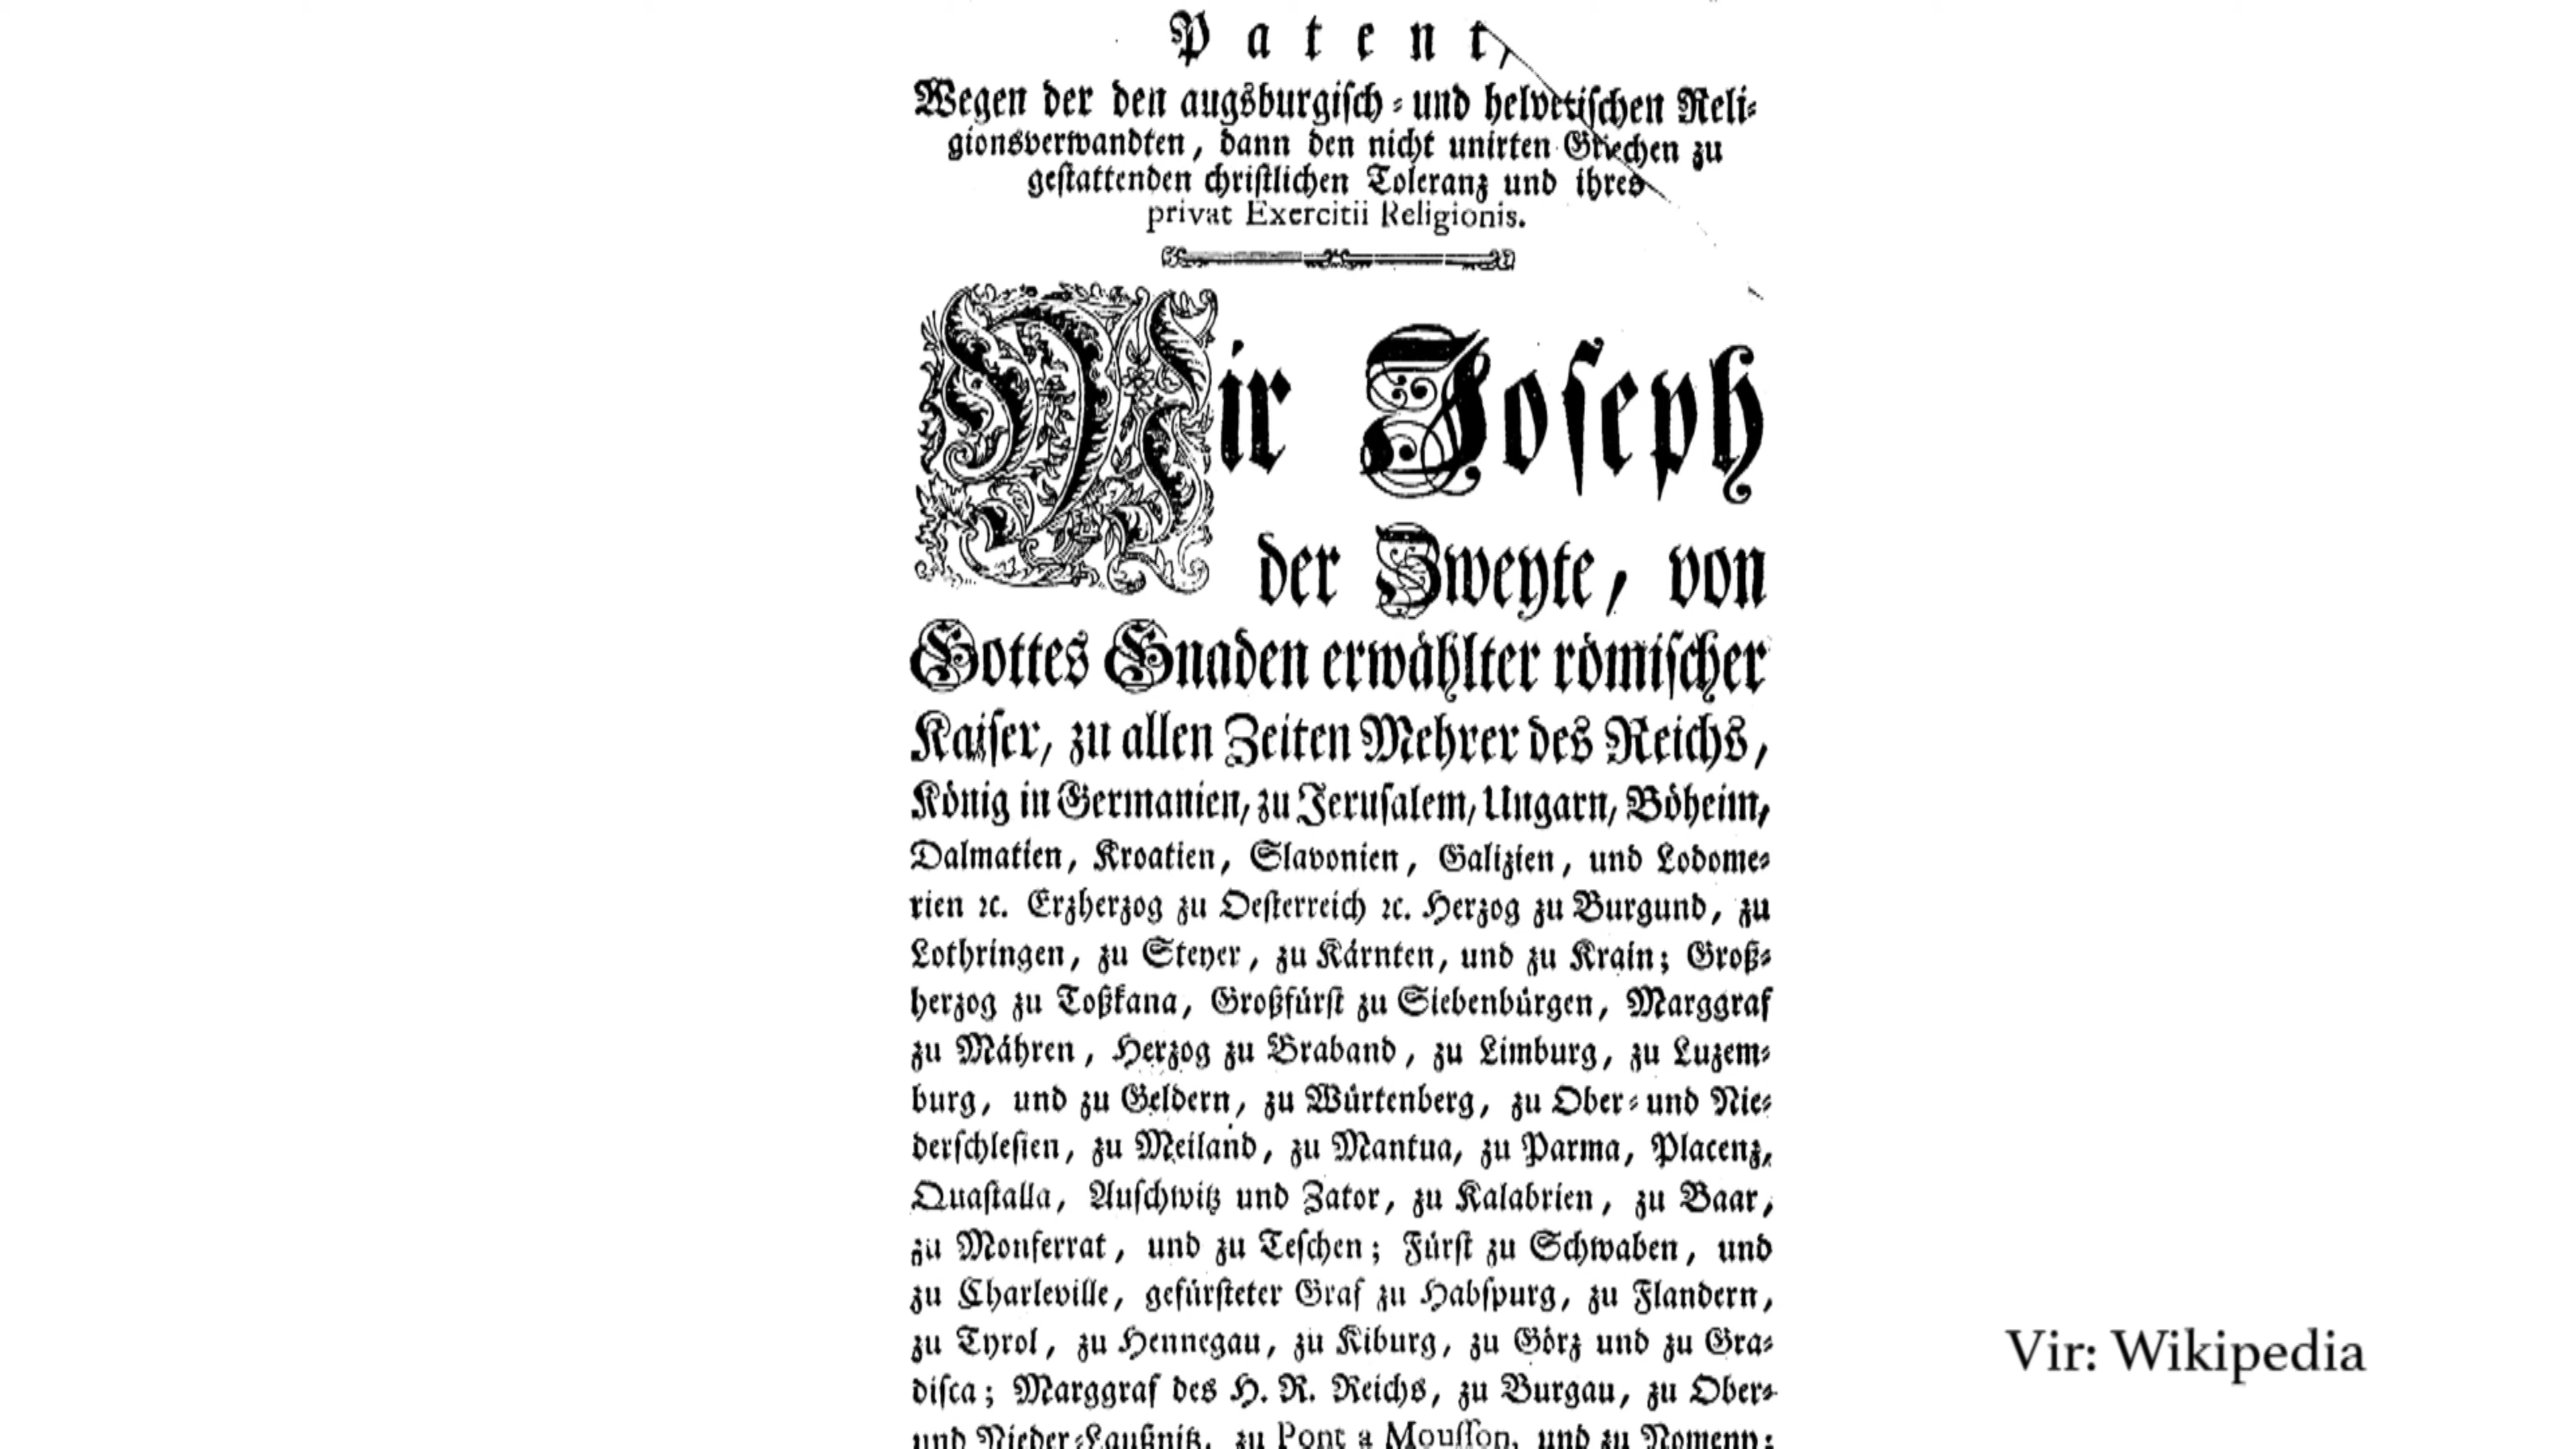 Patent,
Wegen der den augsburgisch- und helvetischen Reli-
gionsverwandten, dann den nicht unirten Griechen zu
gestattenden christlichen Toleranz und ihres
privat Exercitii Religionis.
Wir Joseph
der Zweyte, von
Gottes Gnaden erwählter römischer
Kaiser, zu allen Zeiten Mehrer des Reichs,
König in Germanien, zu Jerusalem, Ungarn, Böheim,
Dalmatien, Kroatien, Slavonien, Galizien, und Lodome-
rien ꝛc. Erzherzog zu Oesterreich ꝛc. Herzog zu Burgund, zu
Lothringen, zu Steyer, zu Kärnten, und zu Krain; Groß-
herzog zu Toßkana, Großfürst zu Siebenbürgen, Marggraf
zu Mähren, Herzog zu Braband, zu Limburg, zu Luzem-
burg, und zu Geldern, zu Würtenberg, zu Ober- und Nie-
derschlesien, zu Meiland, zu Mantua, zu Parma, Placenz,
Quastalla, Auschwitz und Zator, zu Kalabrien, zu Baar,
zu Monferrat, und zu Teschen; Fürst zu Schwaben, und
zu Charleville, gefürsteter Graf zu Habspurg, zu Flandern,
zu Tyrol, zu Hennegau, zu Kiburg, zu Görz und zu Gra-
disca; Marggraf des H. R. Reichs, zu Burgau, zu Ober-
und Nieder-Laußnitz, zu Pont a Mousson, und zu Nomeny;
Vir: Wikipedia